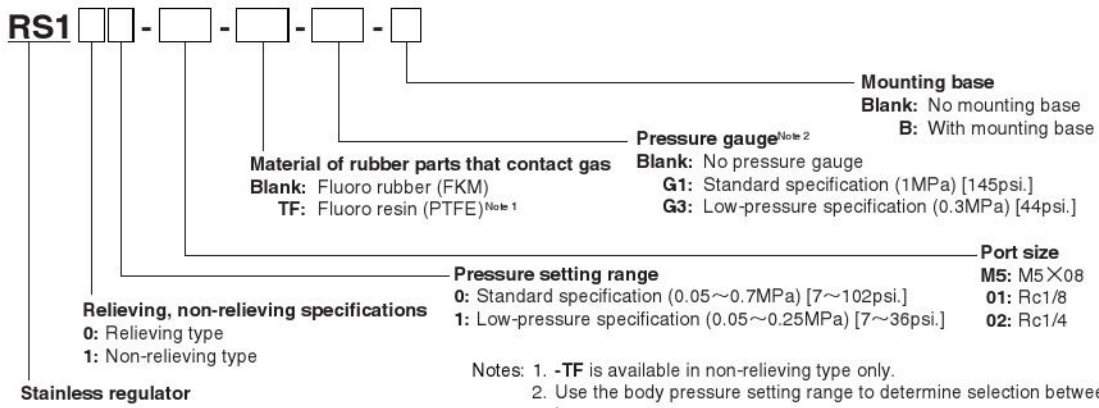 RS1 - - - -
Mounting base
Blank: No mounting base
B: With mounting base
Pressure gauge Note 2
Blank: No pressure gauge
G1: Standard specification (1MPa) [145psi.]
G3: Low-pressure specification (0.3MPa) [44psi.]
Material of rubber parts that contact gas
Blank: Fluoro rubber (FKM)
TF: Fluoro resin (PTFE) Note 1
Port size
M5: M5×08
01: Rc1/8
02: Rc1/4
Pressure setting range
0: Standard specification (0.05～0.7MPa) [7～102psi.]
1: Low-pressure specification (0.05～0.25MPa) [7～36psi.]
Relieving, non-relieving specifications
0: Relieving type
1: Non-relieving type
Stainless regulator
Notes: 1. -TF is available in non-relieving type only.
2. Use the body pressure setting range to determine selection betwee